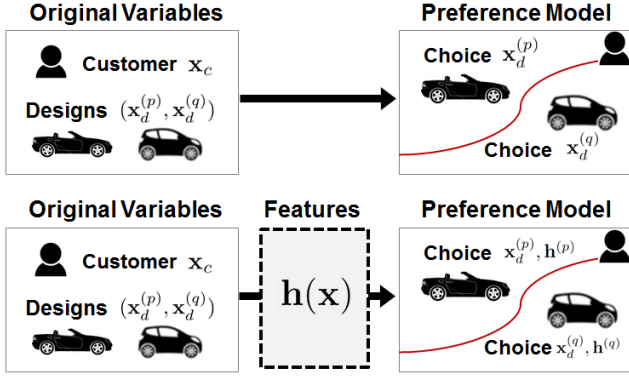 Original Variables
Preference Model
Customer x_c
Designs (x_d^(p), x_d^(q))
Choice x_d^(p)
Choice x_d^(q)
Original Variables
Features
Preference Model
Customer x_c
Designs (x_d^(p), x_d^(q))
h(x)
Choice x_d^(p), h^(p)
Choice x_d^(q), h^(q)